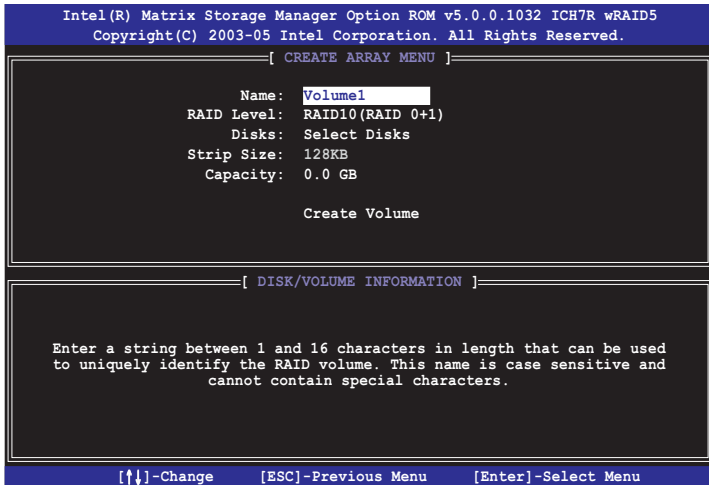 Intel(R) Matrix Storage Manager Option ROM v5.0.0.1032 ICH7R wRAID5
Copyright(C) 2003-05 Intel Corporation. All Rights Reserved.
[ CREATE ARRAY MENU ]
Name: Volume1
RAID Level: RAID10(RAID 0+1)
Disks: Select Disks
Strip Size: 128KB
Capacity: 0.0 GB
Create Volume
[ DISK/VOLUME INFORMATION ]
Enter a string between 1 and 16 characters in length that can be used
to uniquely identify the RAID volume. This name is case sensitive and
cannot contain special characters.
[↑↓]-Change [ESC]-Previous Menu [Enter]-Select Menu